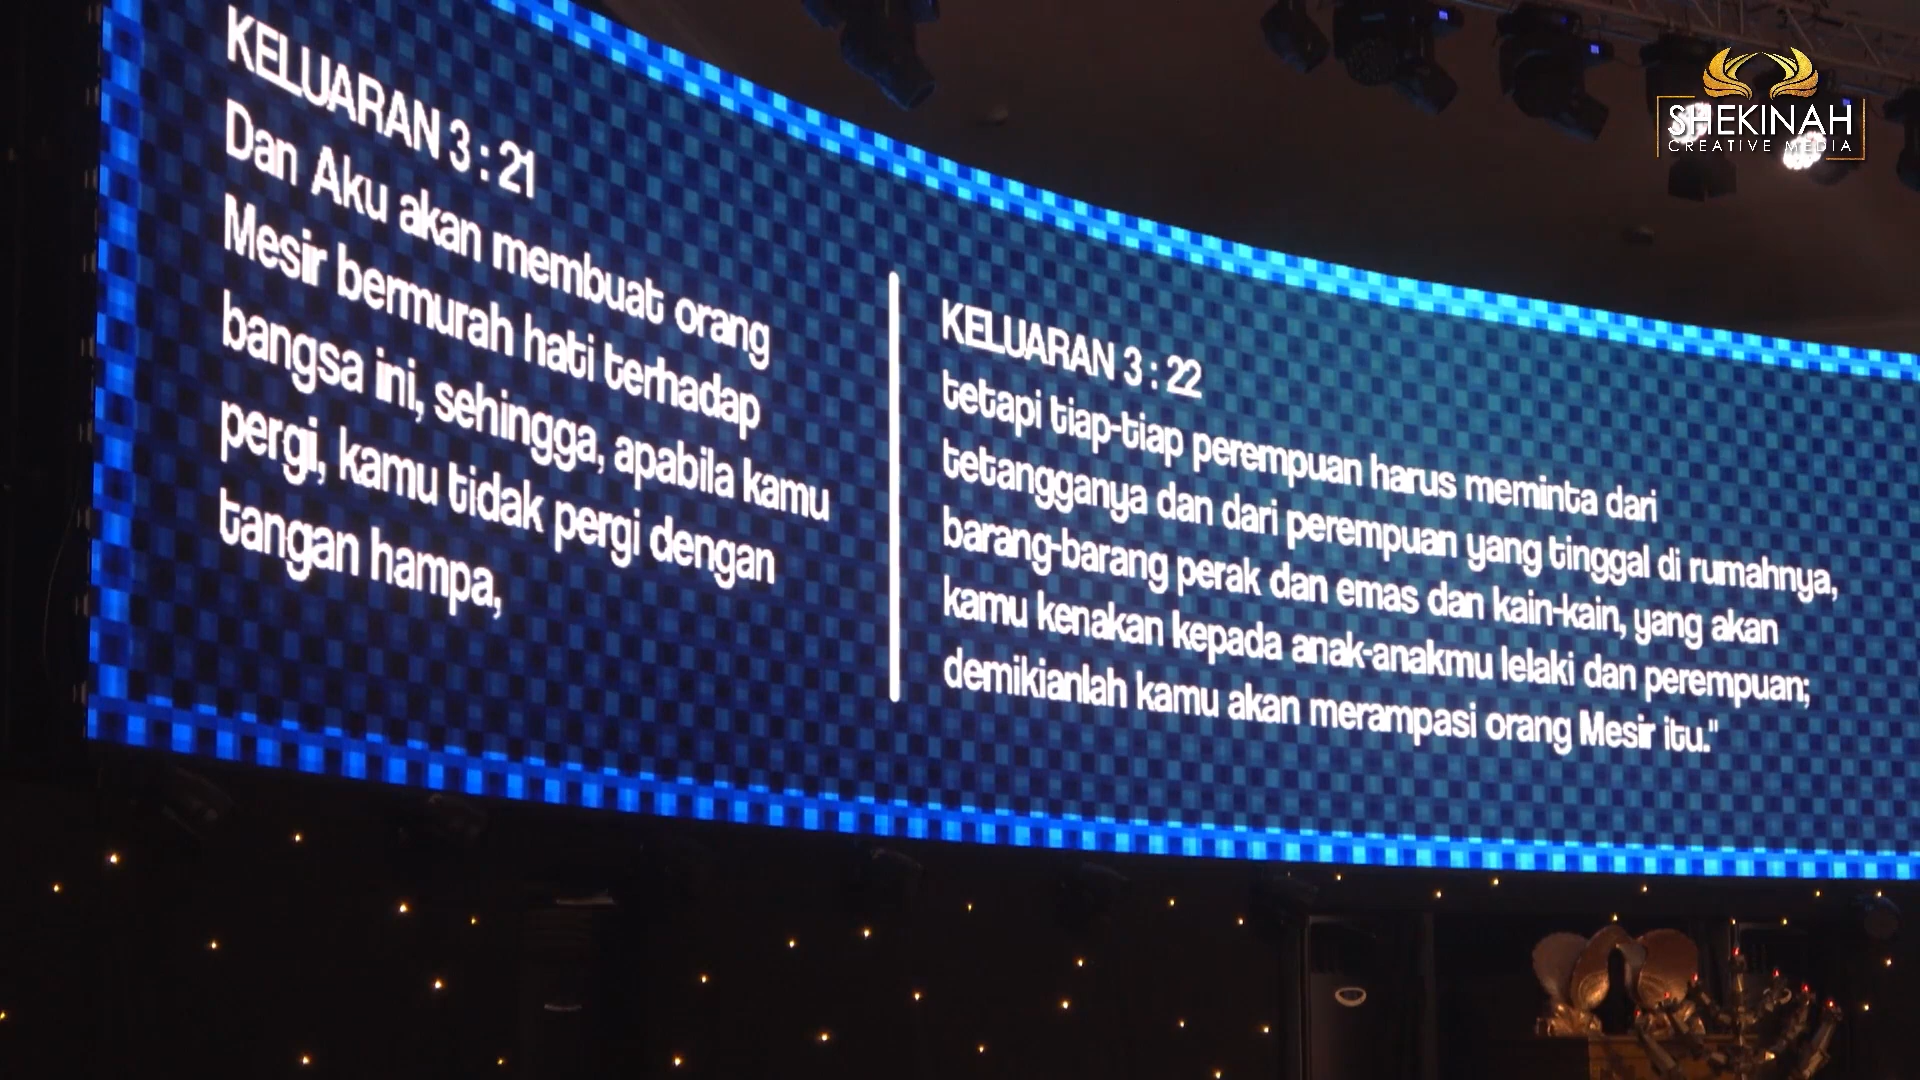 KELUARAN 3 : 21
Dan Aku akan membuat orang
Mesir bermurah hati terhadap
bangsa ini, sehingga, apabila kamu
pergi, kamu tidak pergi dengan
tangan hampa,
KELUARAN 3 : 22
tetapi tiap-tiap perempuan harus meminta dari
tetangganya dan dari perempuan yang tinggal di rumahnya,
barang-barang perak dan emas dan kain-kain, yang akan
kamu kenakan kepada anak-anakmu lelaki dan perempuan;
demikianlah kamu akan merampasi orang Mesir itu."
SHEKINAH
CREATIVE MEDIA